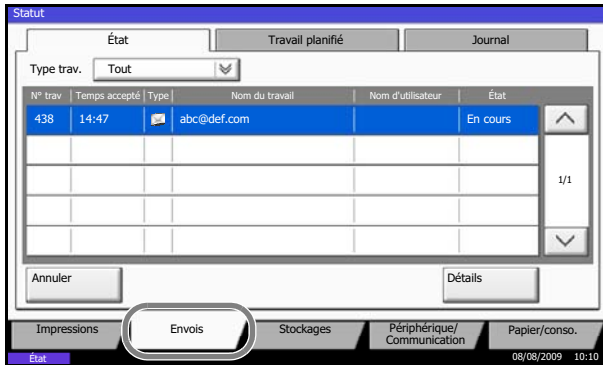 Statut
État Travail planifié Journal
Type trav. Tout
N° trav Temps accepté Type Nom du travail Nom d'utilisateur État
438 14:47 abc@def.com En cours
1/1
Annuler Détails
Impressions Envois Stockages Périphérique/ Communication Papier/conso.
État 08/08/2009 10:10